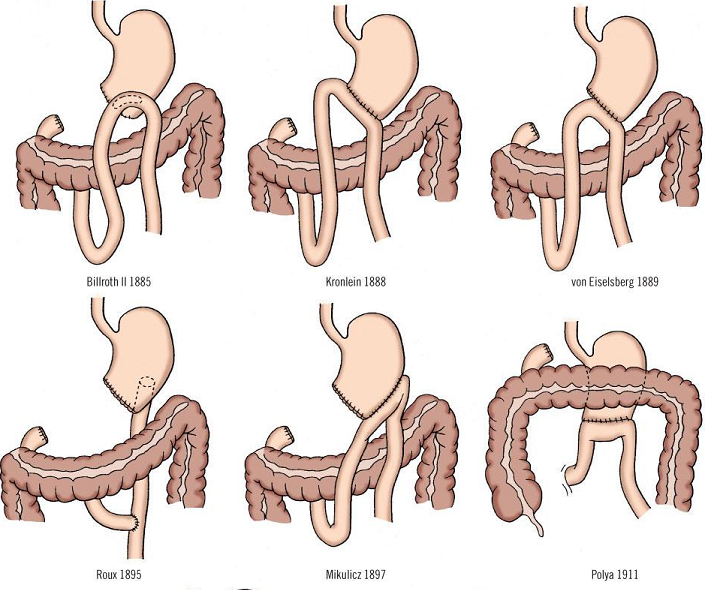 Billroth II 1885
Kronlein 1888
von Eiselsberg 1889
Roux 1895
Mikulicz 1897
Polya 1911